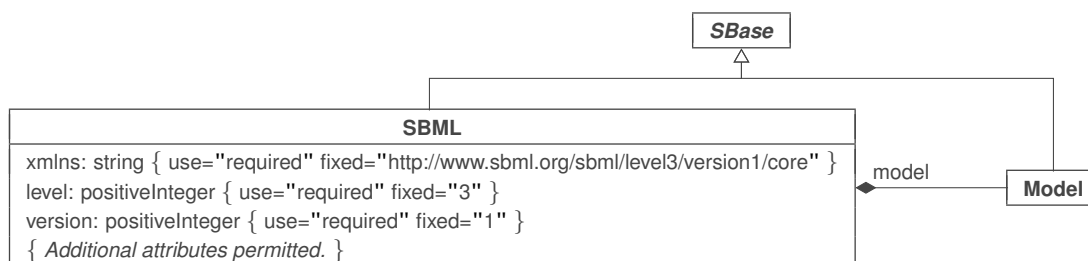 SBase
SBML
xmlns: string { use="required" fixed="http://www.sbml.org/sbml/level3/version1/core" }
level: positiveInteger { use="required" fixed="3" }
version: positiveInteger { use="required" fixed="1" }
{ Additional attributes permitted. }
model
Model